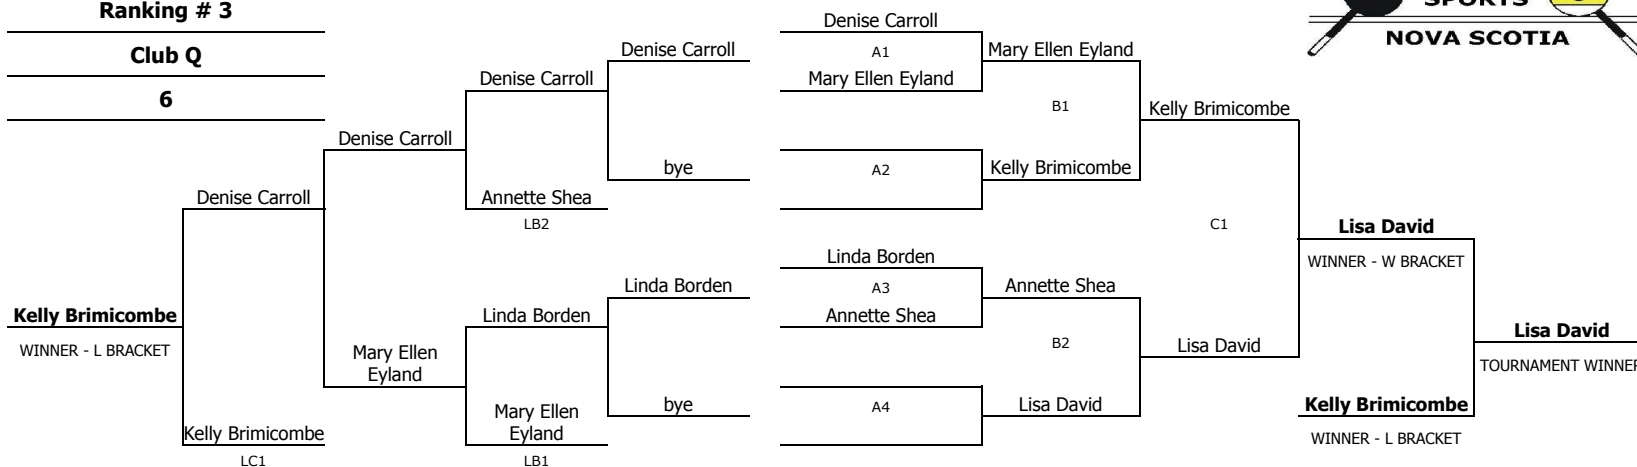 Ranking # 3
Club Q
6
SPORTS
NOVA SCOTIA
Denise Carroll
A1
Mary Ellen Eyland
Mary Ellen Eyland
B1
A2
Kelly Brimicombe
Kelly Brimicombe
C1
Linda Borden
A3
Annette Shea
Annette Shea
B2
A4
Lisa David
Lisa David
Lisa David
WINNER - W BRACKET
Kelly Brimicombe
WINNER - L BRACKET
Lisa David
TOURNAMENT WINNER
Denise Carroll
bye
Denise Carroll
Annette Shea
LB2
Denise Carroll
Linda Borden
bye
Linda Borden
Mary Ellen
Eyland
LB1
Mary Ellen
Eyland
Denise Carroll
Kelly Brimicombe
LC1
Kelly Brimicombe
WINNER - L BRACKET